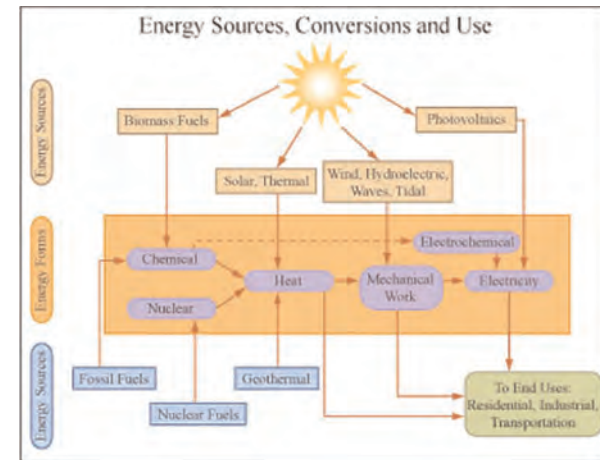 Energy Sources, Conversions and Use
Energy Sources
Biomass Fuels
Photovoltaics
Solar, Thermal
Wind, Hydroelectric,
Waves, Tidal
Energy Forms
Electrochemical
Chemical
Heat
Mechanical
Work
Electricity
Nuclear
Energy Sources
Fossil Fuels
Geothermal
Nuclear Fuels
To End Uses:
Residential, Industrial,
Transportation